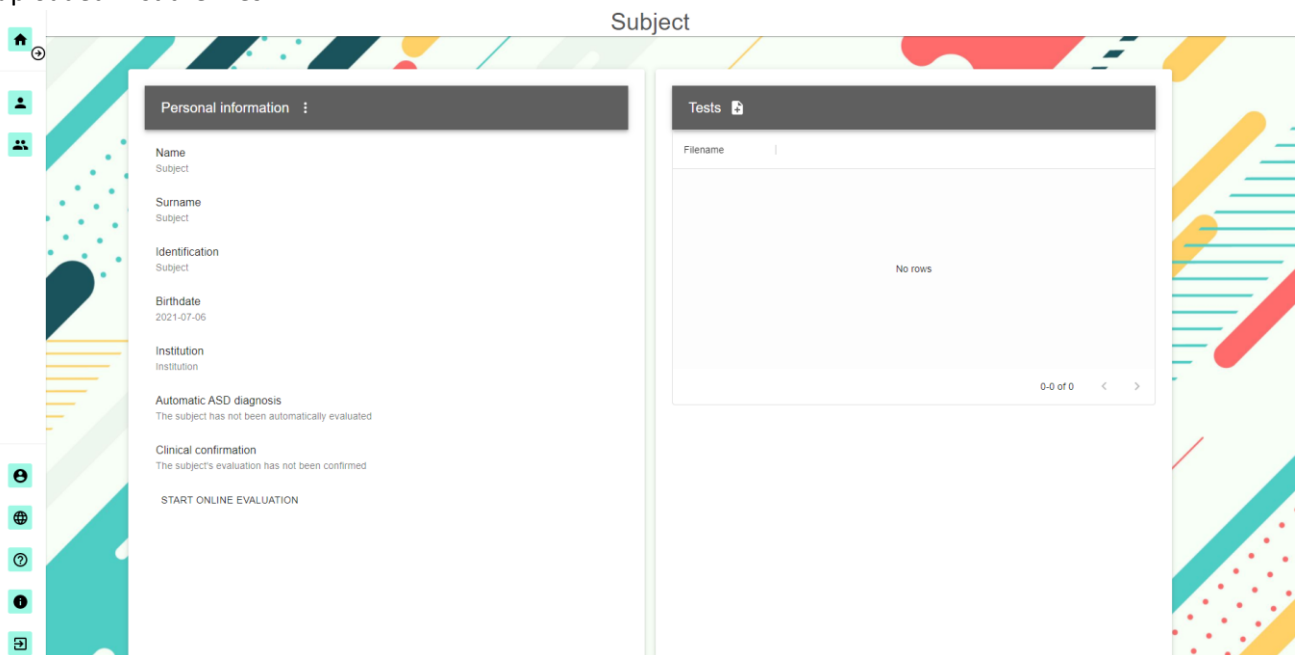 Subject
Personal information
Name
Subject
Surname
Subject
Identification
Subject
Birthdate
2021-07-06
Institution
Institution
Automatic ASD diagnosis
The subject has not been automatically evaluated
Clinical confirmation
The subject's evaluation has not been confirmed
START ONLINE EVALUATION
Tests
Filename
No rows
0-0 of 0